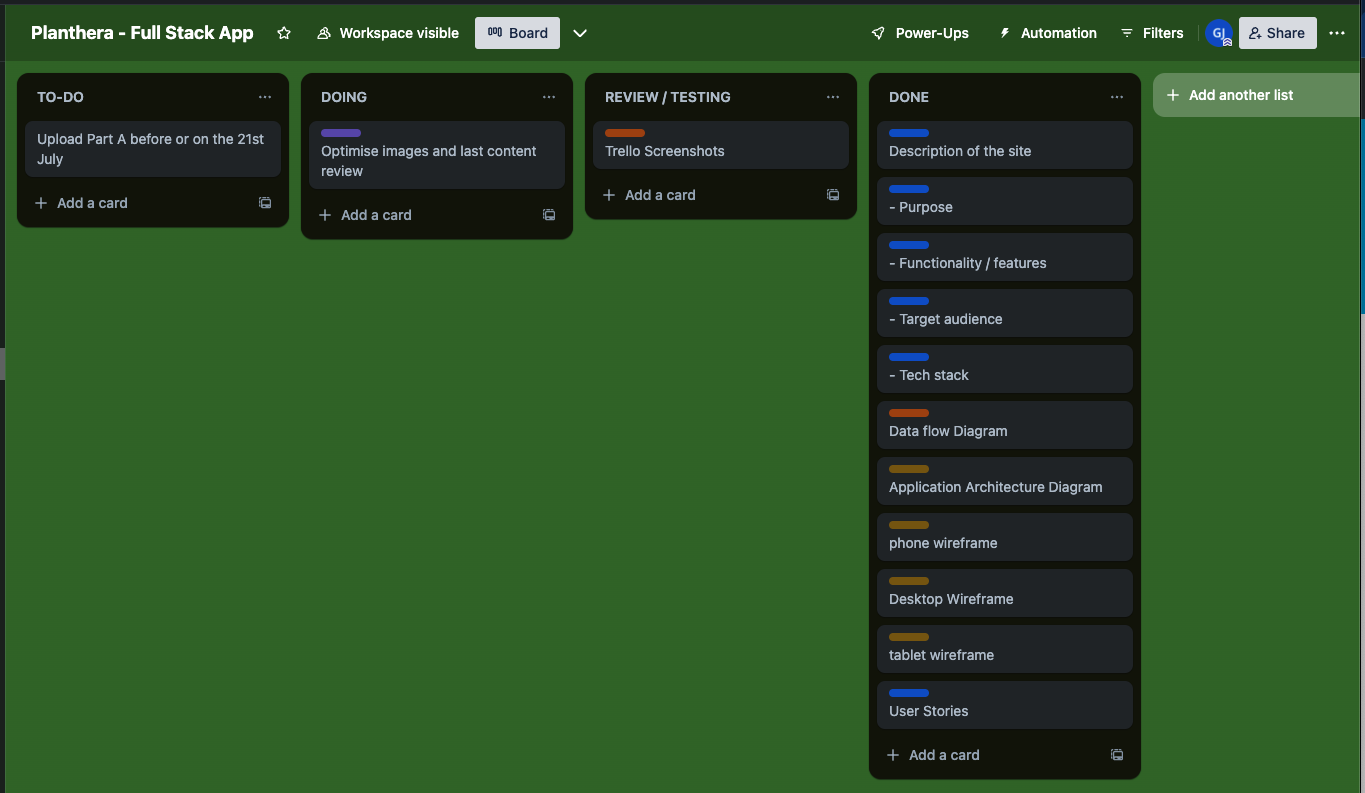 Planthera - Full Stack App
Workspace visible
Board
Power-Ups
Automation
Filters
GJ
Share
TO-DO
Upload Part A before or on the 21st
July
Add a card
DOING
Optimise images and last content
review
Add a card
REVIEW / TESTING
Trello Screenshots
Add a card
DONE
Description of the site
- Purpose
- Functionality / features
- Target audience
- Tech stack
Data flow Diagram
Application Architecture Diagram
phone wireframe
Desktop Wireframe
tablet wireframe
User Stories
Add a card
Add another list